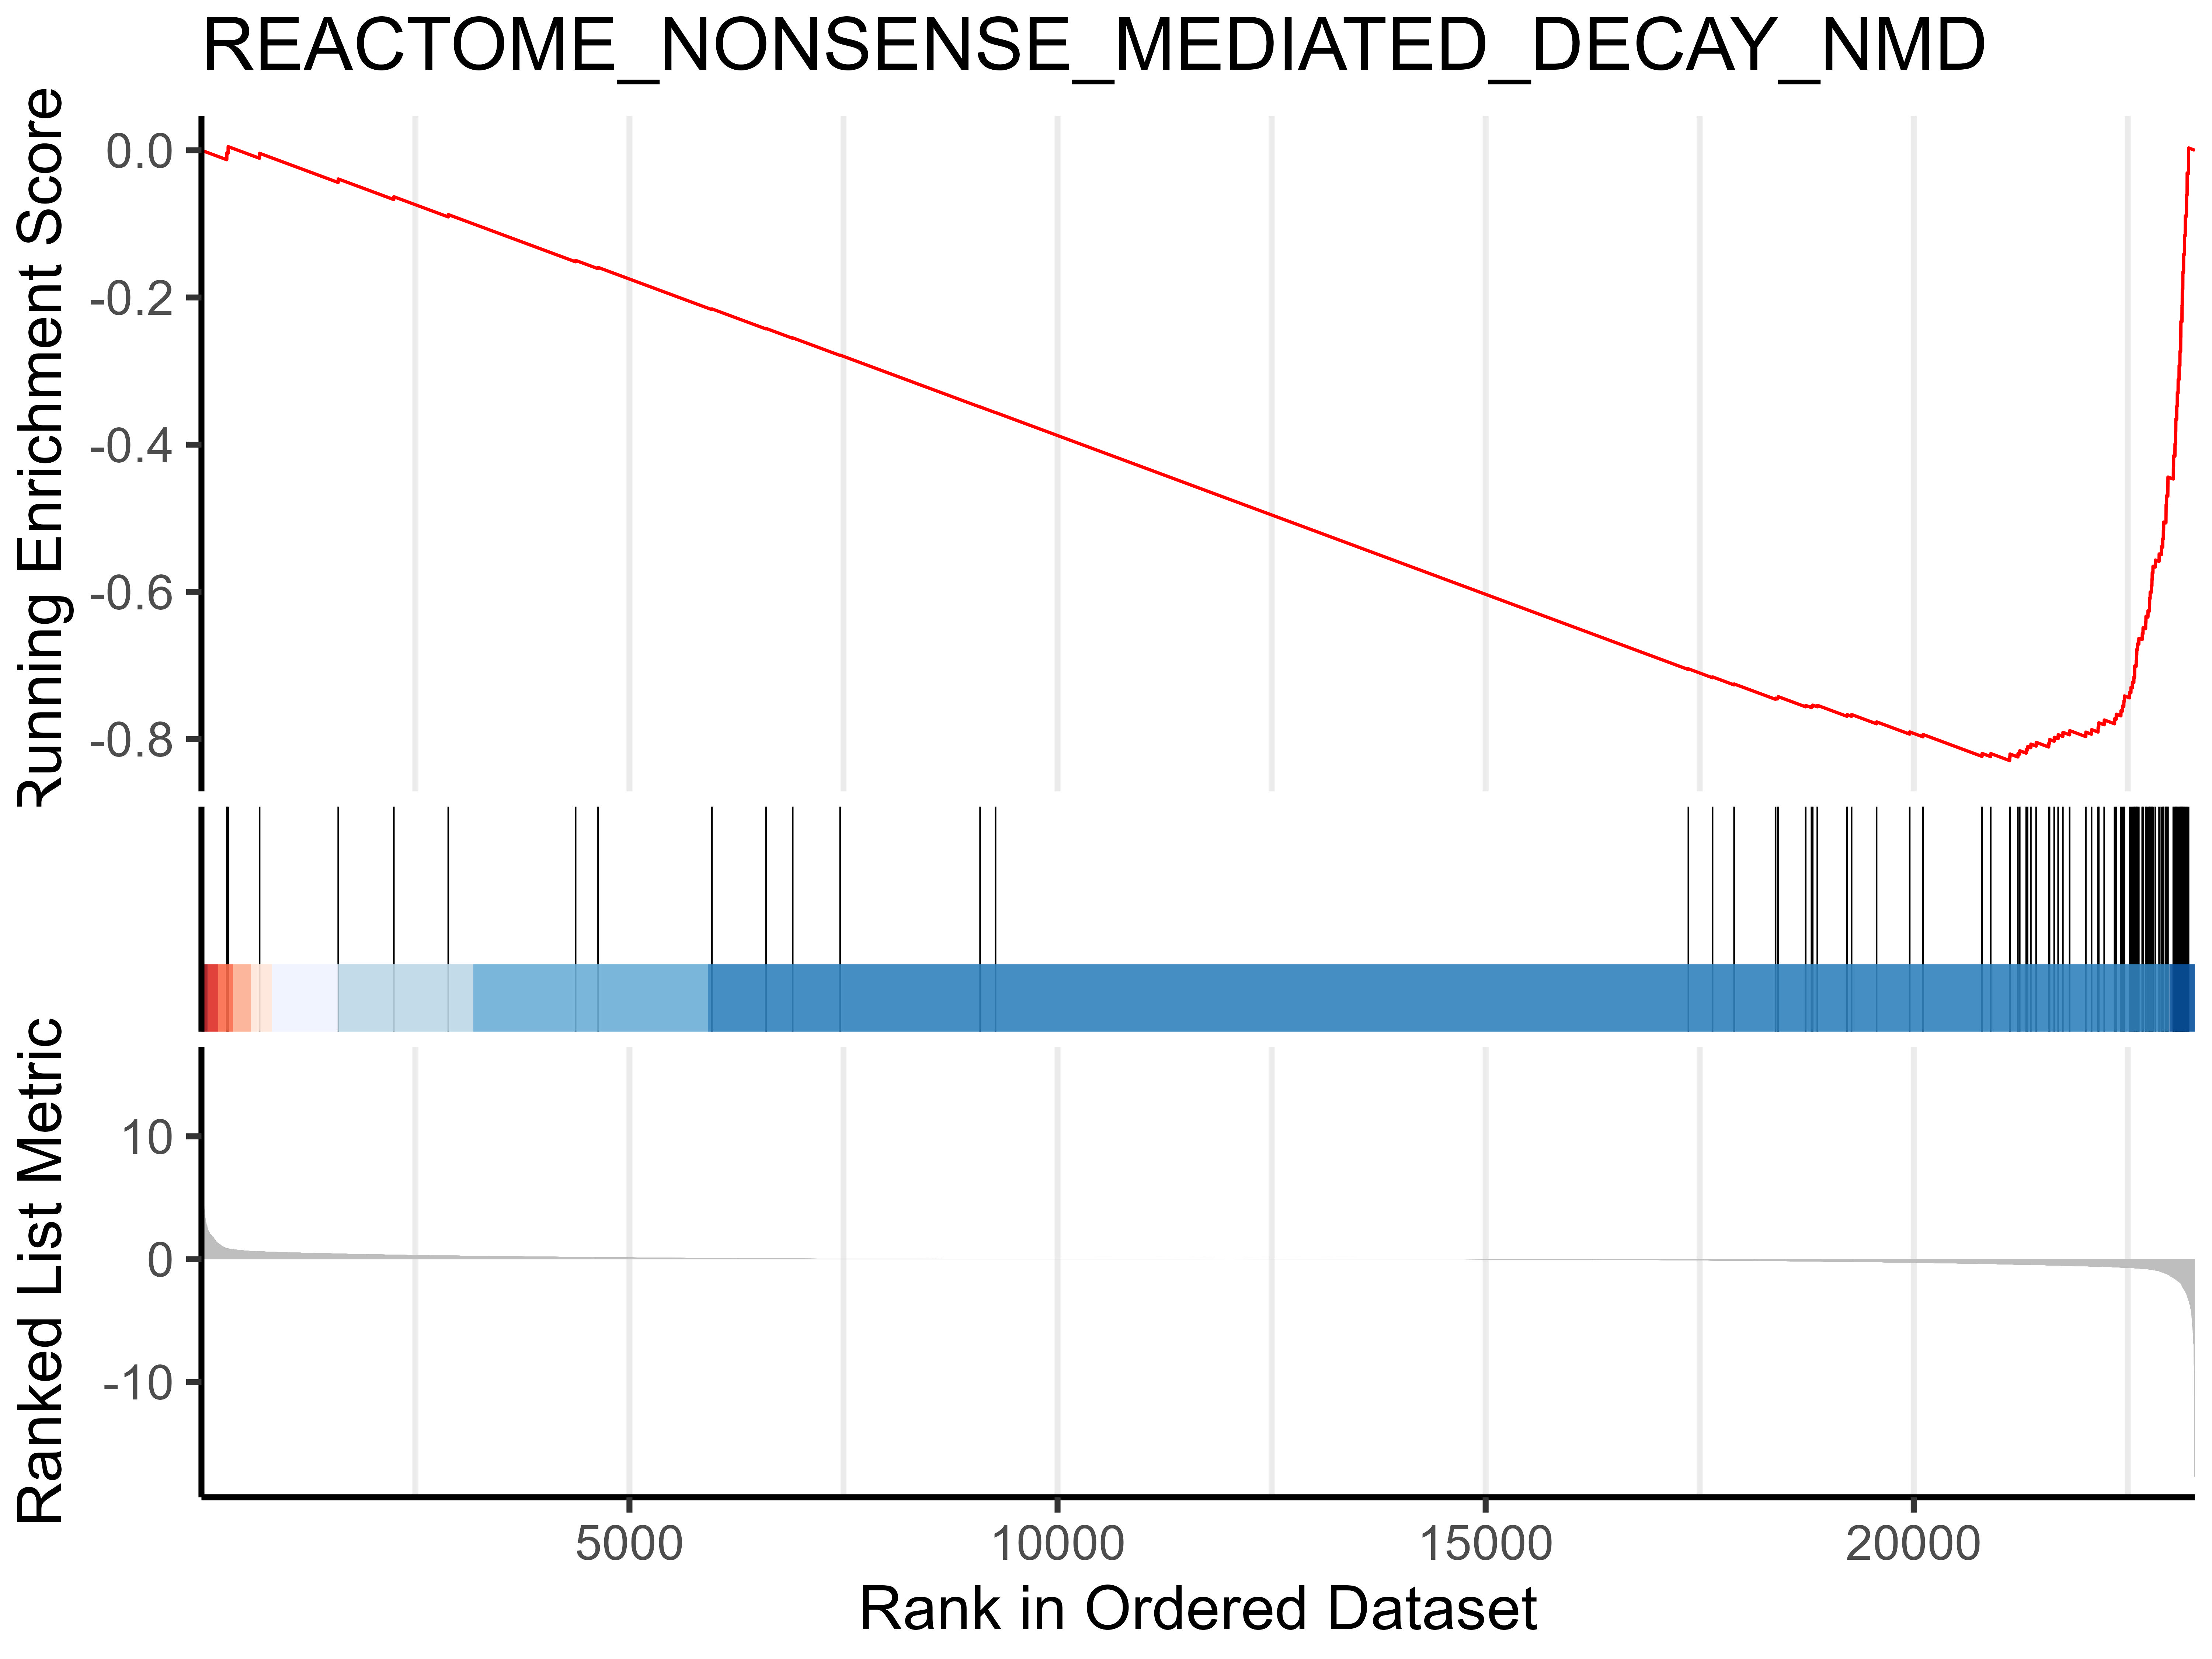 REACTOME_NONSENSE_MEDIATED_DECAY_NMD
Running Enrichment Score
0.0
-0.2
-0.4
-0.6
-0.8
Ranked List Metric
10
0
-10
5000 10000 15000 20000
Rank in Ordered Dataset